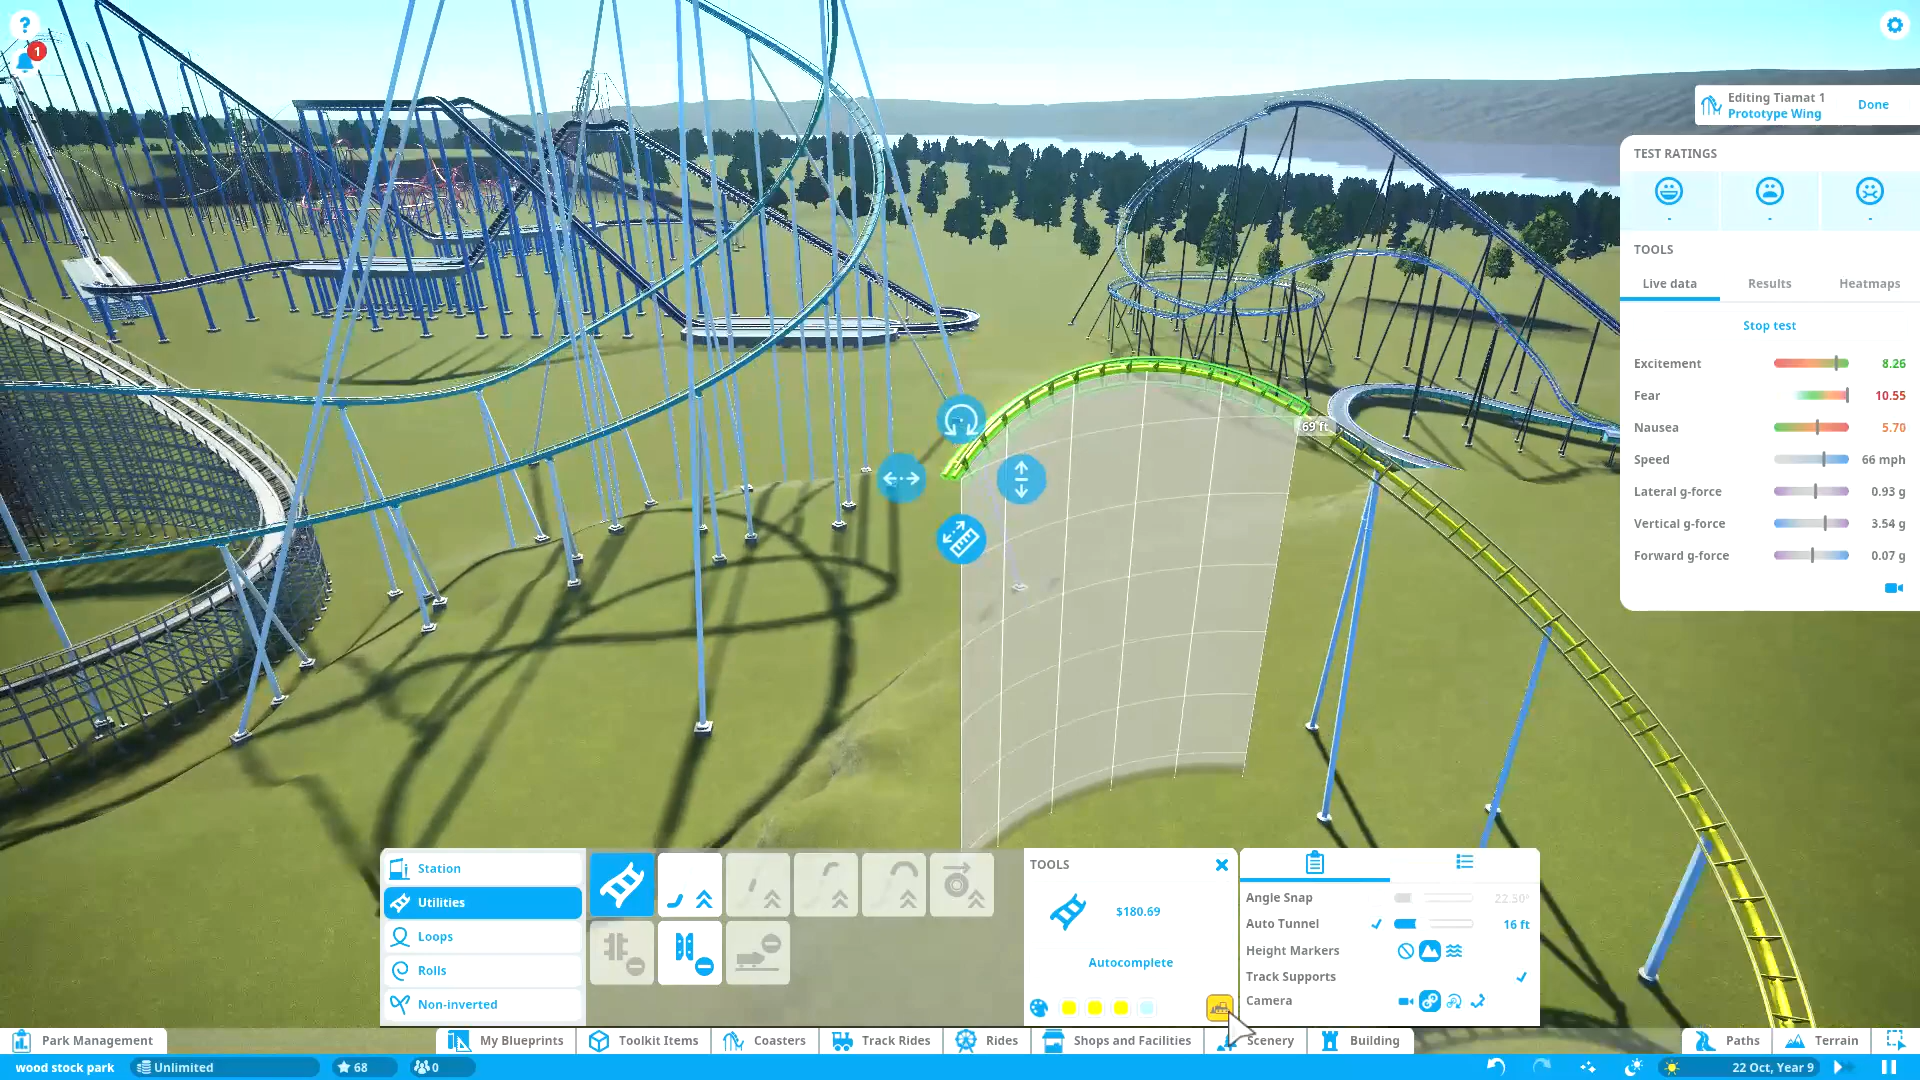 ?
1
Editing Tiamat 1
Prototype Wing
Done
TEST RATINGS
- - -
TOOLS
Live data Results Heatmaps
Stop test
Excitement 8.26
Fear 10.55
Nausea 5.70
Speed 66 mph
Lateral g-force 0.93 g
Vertical g-force 3.54 g
Forward g-force 0.07 g
69 ft
Station
Utilities
Loops
Rolls
Non-inverted
TOOLS
$180.69
Autocomplete
Angle Snap 22.50°
Auto Tunnel 16 ft
Height Markers
Track Supports
Camera
Park Management
My Blueprints
Toolkit Items
Coasters
Track Rides
Rides
Shops and Facilities
Scenery
Building
Paths
Terrain
wood stock park
Unlimited
68
0
22 Oct, Year 9